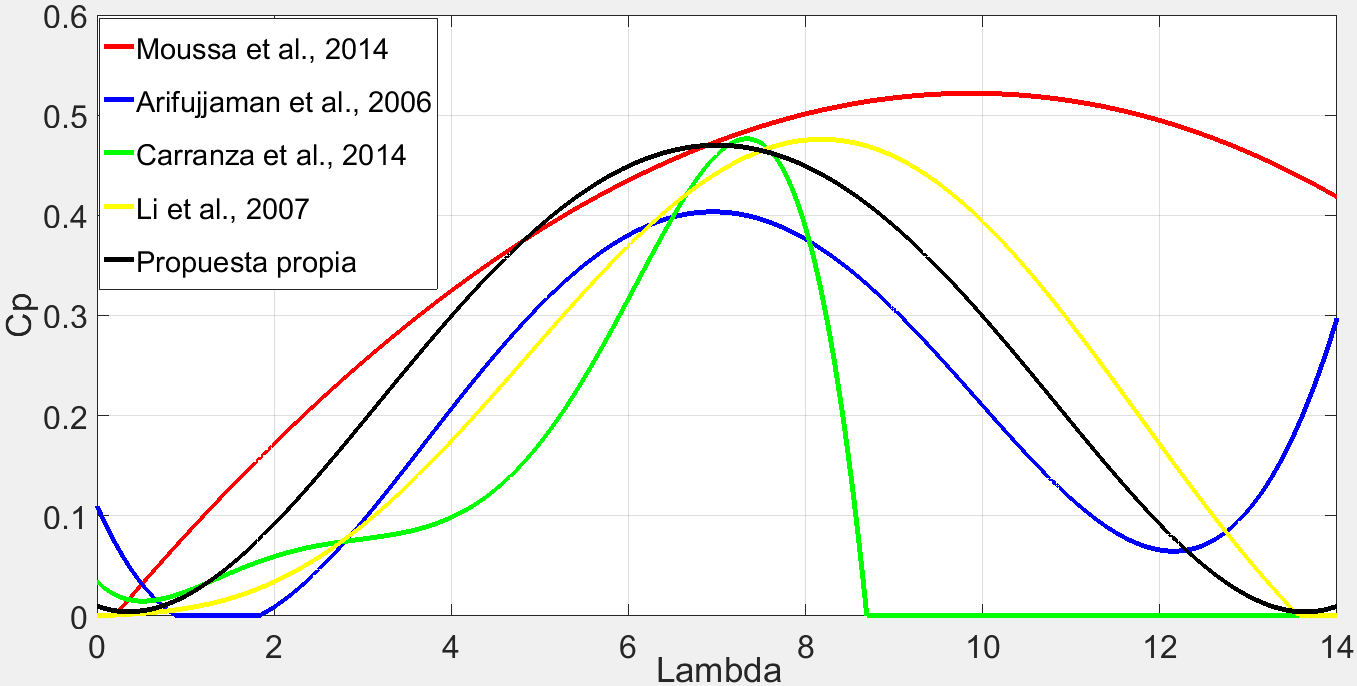 0.6
0.5
0.4
0.3
0.2
0.1
0
Cp
Moussa et al., 2014
Arifujjaman et al., 2006
Carranza et al., 2014
Li et al., 2007
Propuesta propia
0 2 4 6 8 10 12 14
Lambda